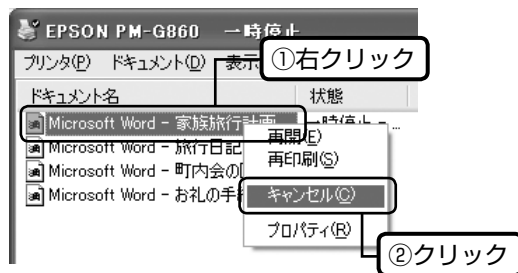 EPSON PM-G860 一時停止
プリンタ(P) ドキュメント(D) 表示
①右クリック
ドキュメント名 状態
Microsoft Word - 家族旅行計画 一時停止 - ...
Microsoft Word - 旅行日記
Microsoft Word - 町内会の
Microsoft Word - お礼の手
再開(E)
再印刷(S)
キャンセル(C)
プロパティ(R)
②クリック